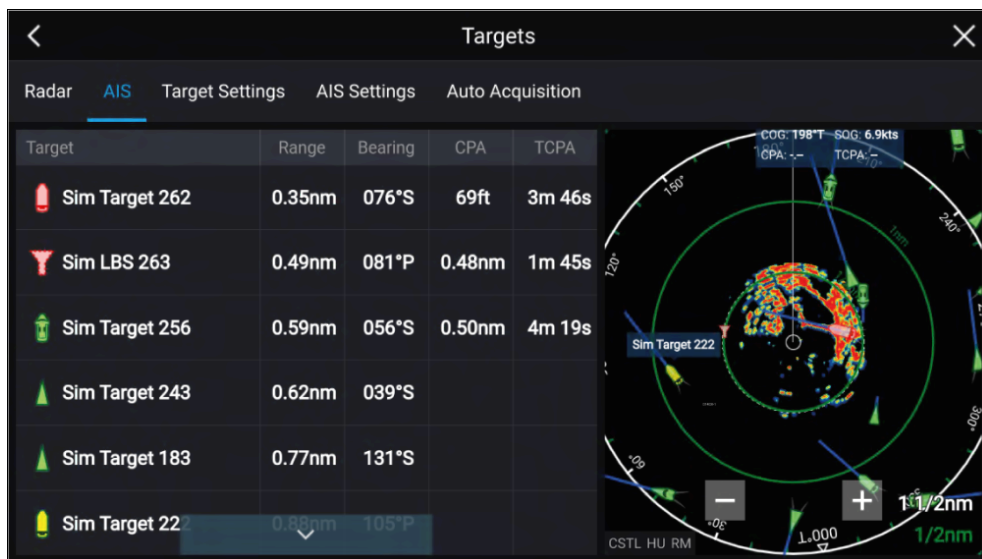 Targets
Radar AIS Target Settings AIS Settings Auto Acquisition
Target Range Bearing CPA TCPA
Sim Target 262 0.35nm 076°S 69ft 3m 46s
Sim LBS 263 0.49nm 081°P 0.48nm 1m 45s
Sim Target 256 0.59nm 056°S 0.50nm 4m 19s
Sim Target 243 0.62nm 039°S
Sim Target 183 0.77nm 131°S
Sim Target 222 0.88nm 105°P
COG: 198°T SOG: 6.9kts
CPA: -.- TCPA: --
180°
210°
150°
240°
1nm
120°
Sim Target 222
300°
60°
30°
000°T
1 1/2nm
1/2nm
CSTL HU RM